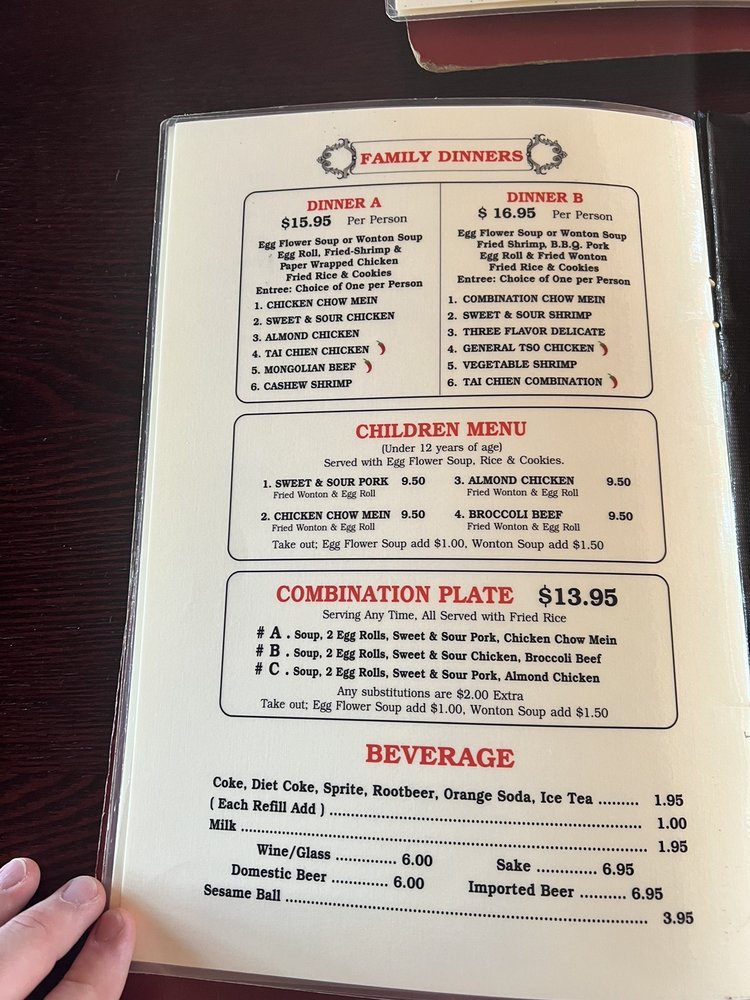 FAMILY DINNERS
DINNER A
$15.95 Per Person
Egg Flower Soup or Wonton Soup
Egg Roll, Fried-Shrimp &
Paper Wrapped Chicken
Fried Rice & Cookies
Entree: Choice of One per Person
1. CHICKEN CHOW MEIN
2. SWEET & SOUR CHICKEN
3. ALMOND CHICKEN
4. TAI CHIEN CHICKEN
5. MONGOLIAN BEEF
6. CASHEW SHRIMP
DINNER B
$ 16.95 Per Person
Egg Flower Soup or Wonton Soup
Fried Shrimp, B.B.Q. Pork
Egg Roll & Fried Wonton
Fried Rice & Cookies
Entree: Choice of One per Person
1. COMBINATION CHOW MEIN
2. SWEET & SOUR SHRIMP
3. THREE FLAVOR DELICATE
4. GENERAL TSO CHICKEN
5. VEGETABLE SHRIMP
6. TAI CHIEN COMBINATION
CHILDREN MENU
(Under 12 years of age)
Served with Egg Flower Soup, Rice & Cookies.
1. SWEET & SOUR PORK 9.50
Fried Wonton & Egg Roll
2. CHICKEN CHOW MEIN 9.50
Fried Wonton & Egg Roll
3. ALMOND CHICKEN 9.50
Fried Wonton & Egg Roll
4. BROCCOLI BEEF 9.50
Fried Wonton & Egg Roll
Take out; Egg Flower Soup add $1.00, Wonton Soup add $1.50
COMBINATION PLATE $13.95
Serving Any Time, All Served with Fried Rice
# A . Soup, 2 Egg Rolls, Sweet & Sour Pork, Chicken Chow Mein
# B . Soup, 2 Egg Rolls, Sweet & Sour Chicken, Broccoli Beef
# C . Soup, 2 Egg Rolls, Sweet & Sour Pork, Almond Chicken
Any substitutions are $2.00 Extra
Take out; Egg Flower Soup add $1.00, Wonton Soup add $1.50
BEVERAGE
Coke, Diet Coke, Sprite, Rootbeer, Orange Soda, Ice Tea ......... 1.95
( Each Refill Add ) ................................................................ 1.00
Milk ................................................................................. 1.95
Wine/Glass ............ 6.00 Sake ............ 6.95
Domestic Beer ............ 6.00 Imported Beer .......... 6.95
Sesame Ball ......................................................................... 3.95